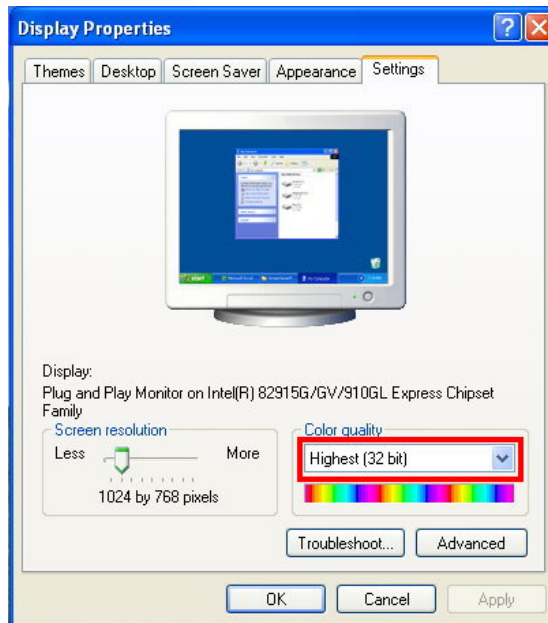 Display Properties
Themes Desktop Screen Saver Appearance Settings
Display:
Plug and Play Monitor on Intel(R) 82915G/GV/910GL Express Chipset
Family
Screen resolution
Less More
1024 by 768 pixels
Color quality
Highest (32 bit)
Troubleshoot... Advanced
OK Cancel Apply